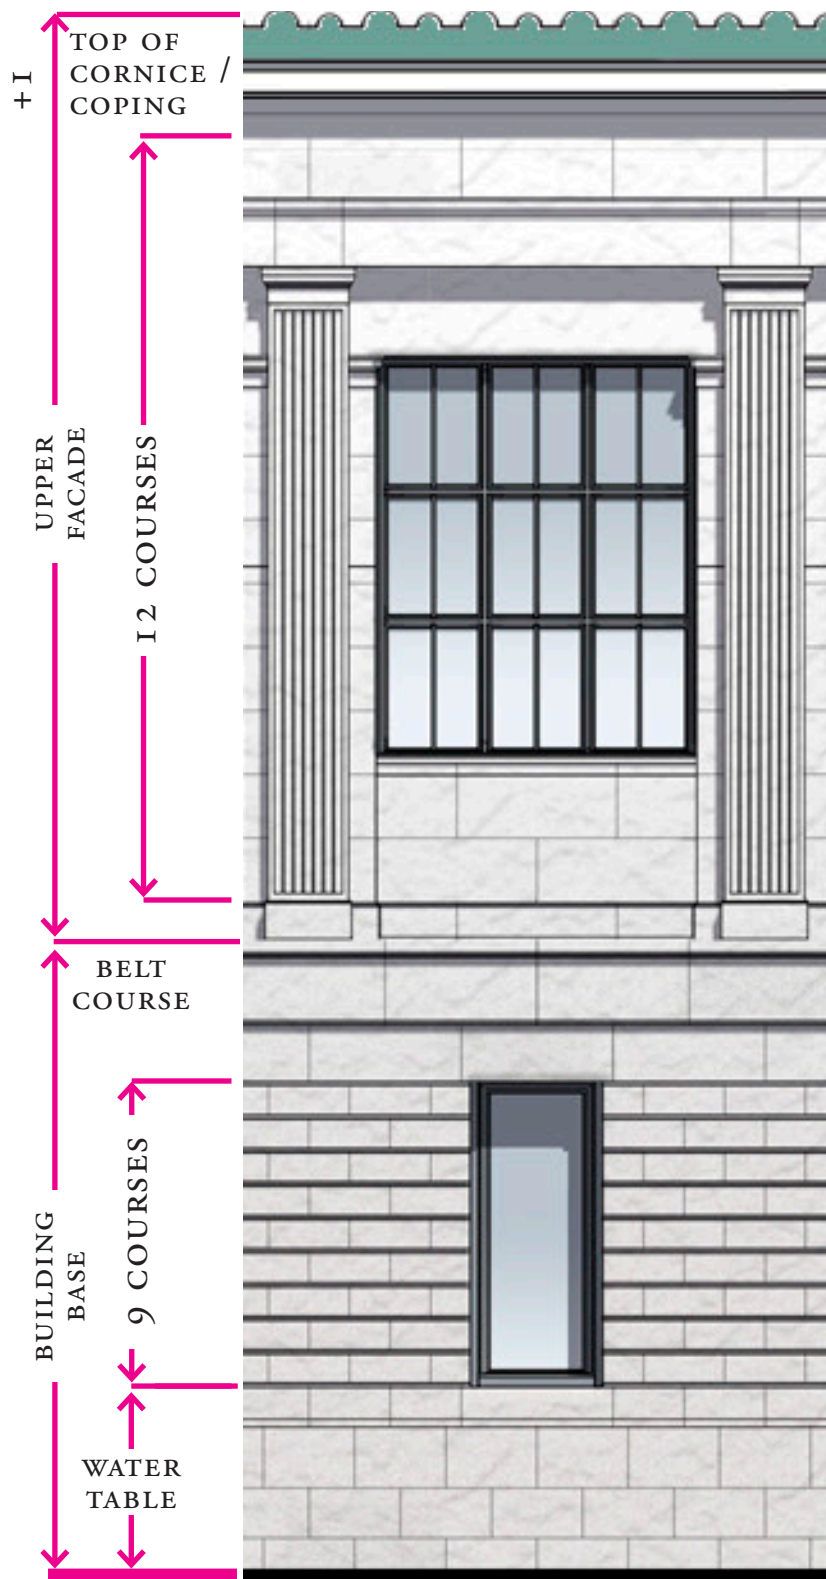 +1
TOP OF
CORNICE /
COPING
UPPER
FACADE
12 COURSES
BELT
COURSE
BUILDING
BASE
9 COURSES
WATER
TABLE